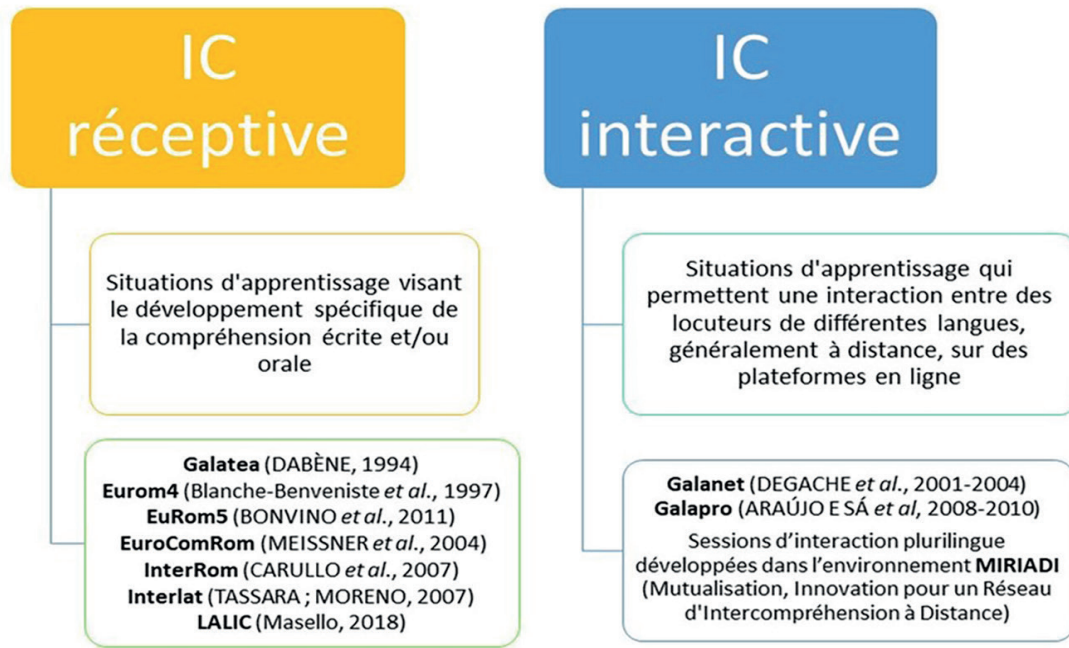 IC
réceptive
Situations d'apprentissage visant
le développement spécifique de
la compréhension écrite et/ou
orale
Galatea (DABÈNE, 1994)
Eurom4 (Blanche-Benveniste et al., 1997)
EuRom5 (BONVINO et al., 2011)
EuroComRom (MEISSNER et al., 2004)
InterRom (CARULLO et al., 2007)
Interlat (TASSARA ; MORENO, 2007)
LALIC (Masello, 2018)
IC
interactive
Situations d'apprentissage qui
permettent une interaction entre des
locuteurs de différentes langues,
généralement à distance, sur des
plateformes en ligne
Galanet (DEGACHE et al., 2001-2004)
Galapro (ARAÚJO E SÁ et al, 2008-2010)
Sessions d’interaction plurilingue
développées dans l’environnement MIRIADI
(Mutualisation, Innovation pour un Réseau
d'Intercompréhension à Distance)